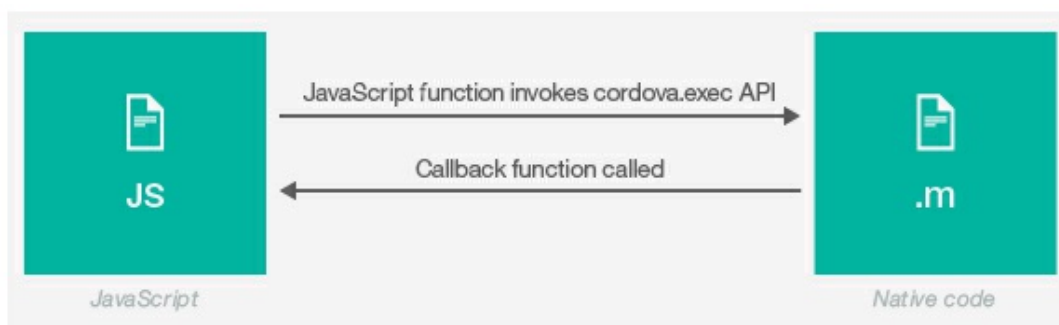 JavaScript function invokes cordova.exec API
Callback function called
JS
.m
JavaScript
Native code